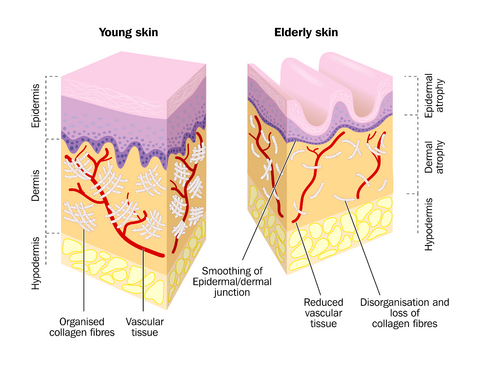 Young skin
Elderly skin
Epidermis
Dermis
Hypodermis
Epidermal
atrophy
Dermal
atrophy
Hypodermis
Smoothing of
Epidermal/dermal
junction
Organised
collagen fibres
Vascular
tissue
Reduced
vascular
tissue
Disorganisation and
loss of
collagen fibres